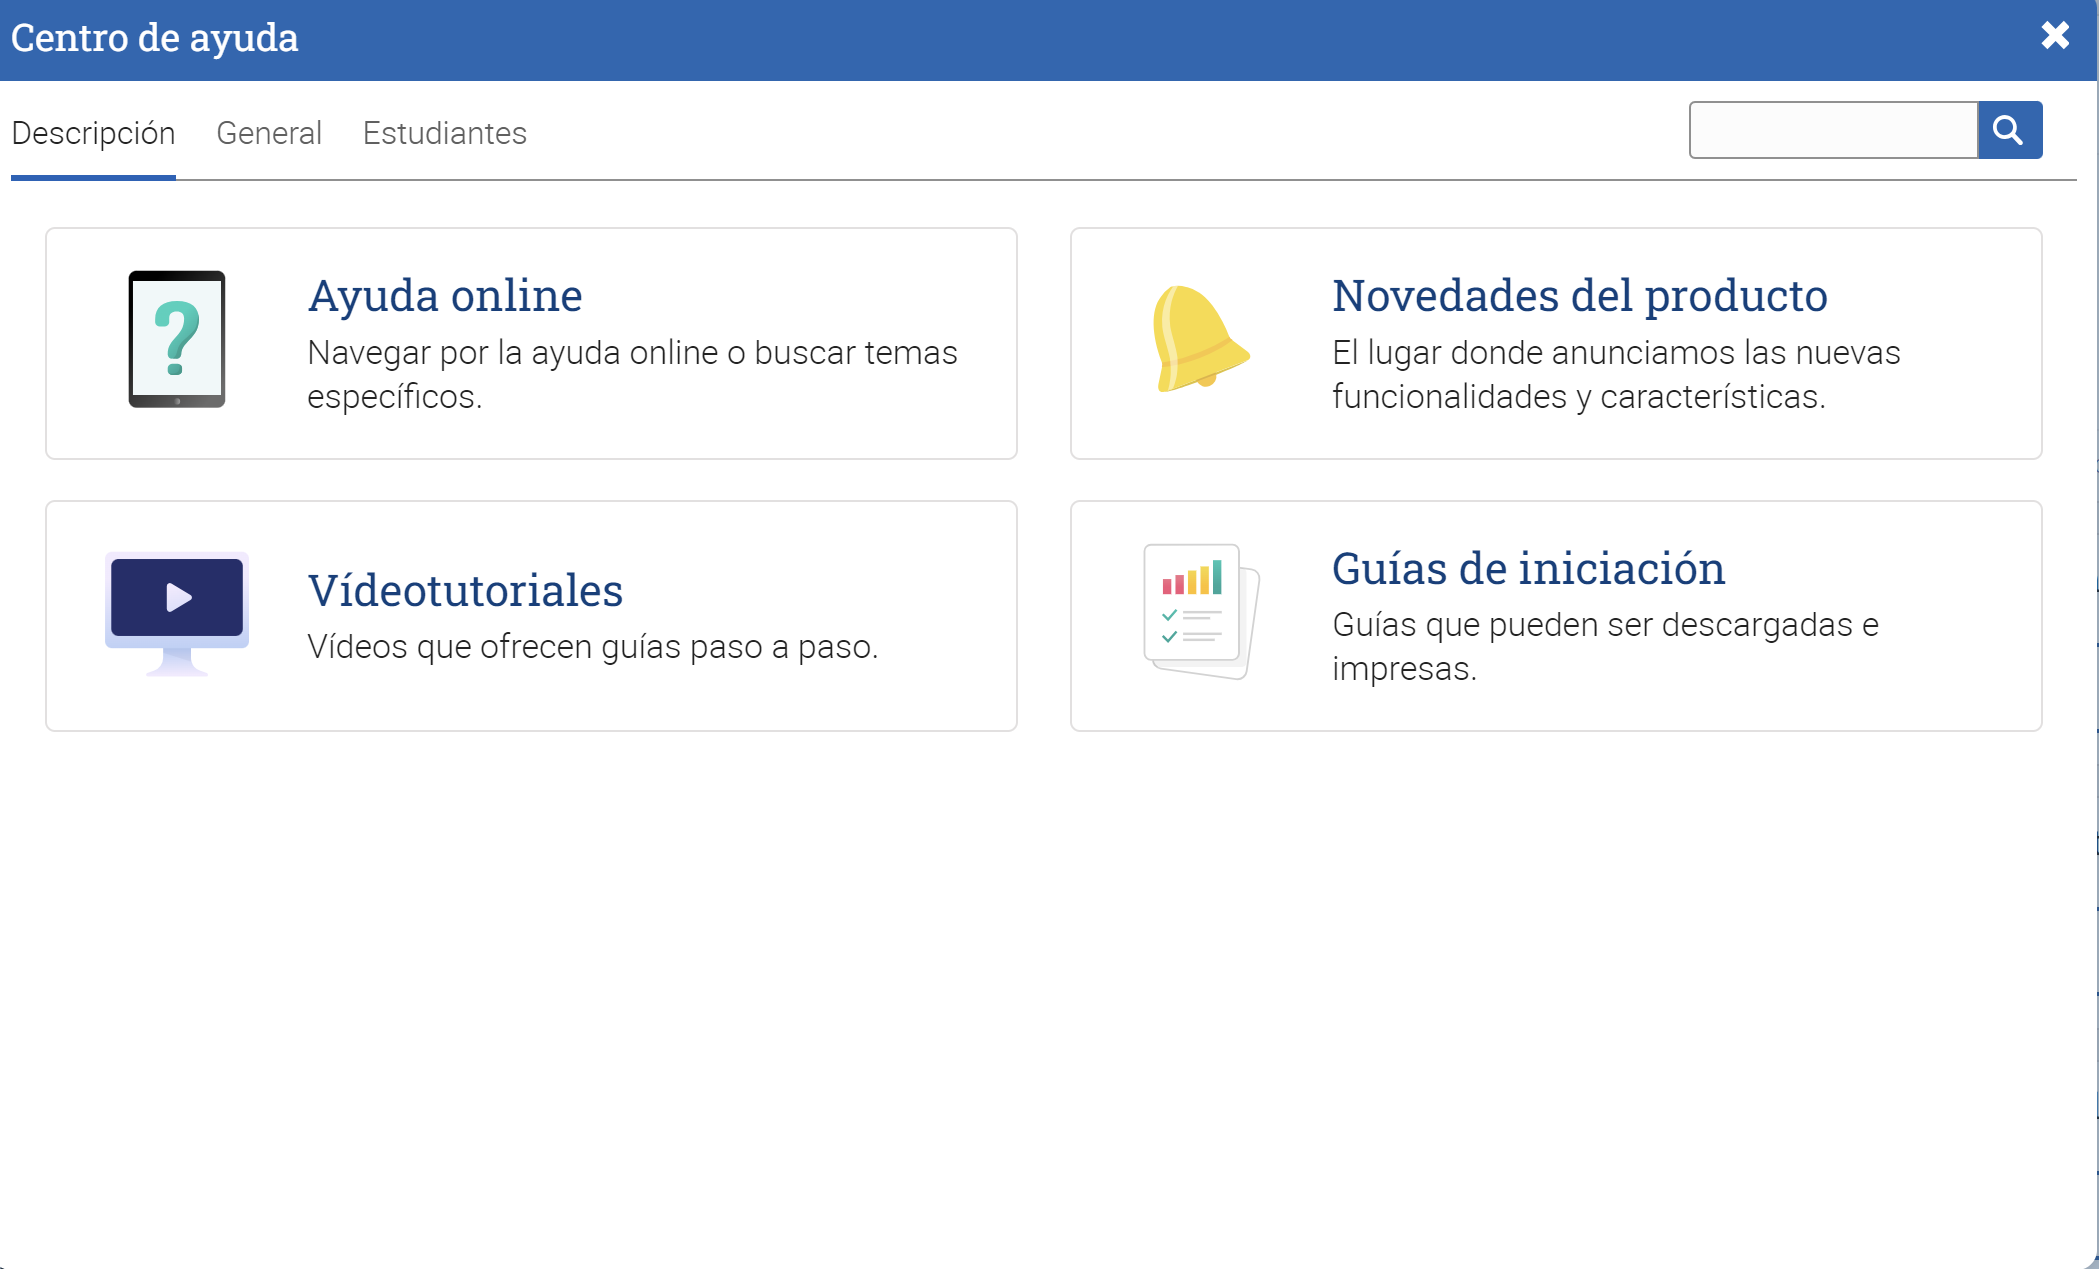 Centro de ayuda
Descripción General Estudiantes
Ayuda online
Navegar por la ayuda online o buscar temas
específicos.
Novedades del producto
El lugar donde anunciamos las nuevas
funcionalidades y características.
Vídeotutoriales
Vídeos que ofrecen guías paso a paso.
Guías de iniciación
Guías que pueden ser descargadas e
impresas.